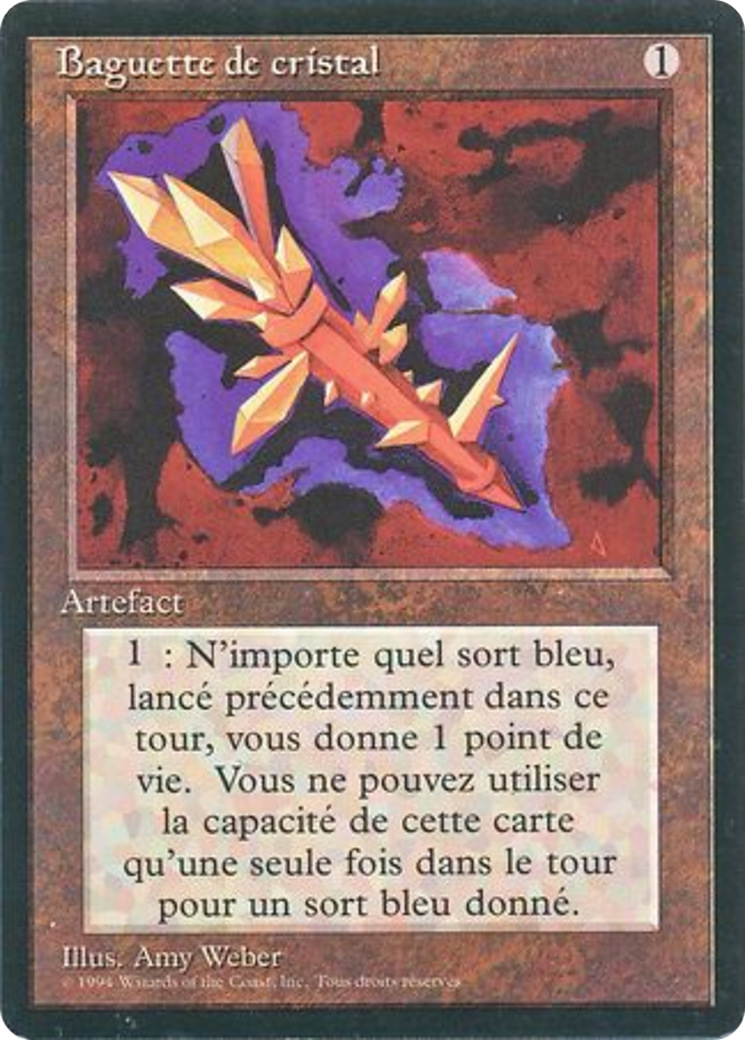 Baguette de cristal
1
Artefact
1 : N'importe quel sort bleu,
lancé précédemment dans ce
tour, vous donne 1 point de
vie. Vous ne pouvez utiliser
la capacité de cette carte
qu'une seule fois dans le tour
pour un sort bleu donné.
Illus. Amy Weber
© 1994 Wizards of the Coast, Inc. Tous droits réservés